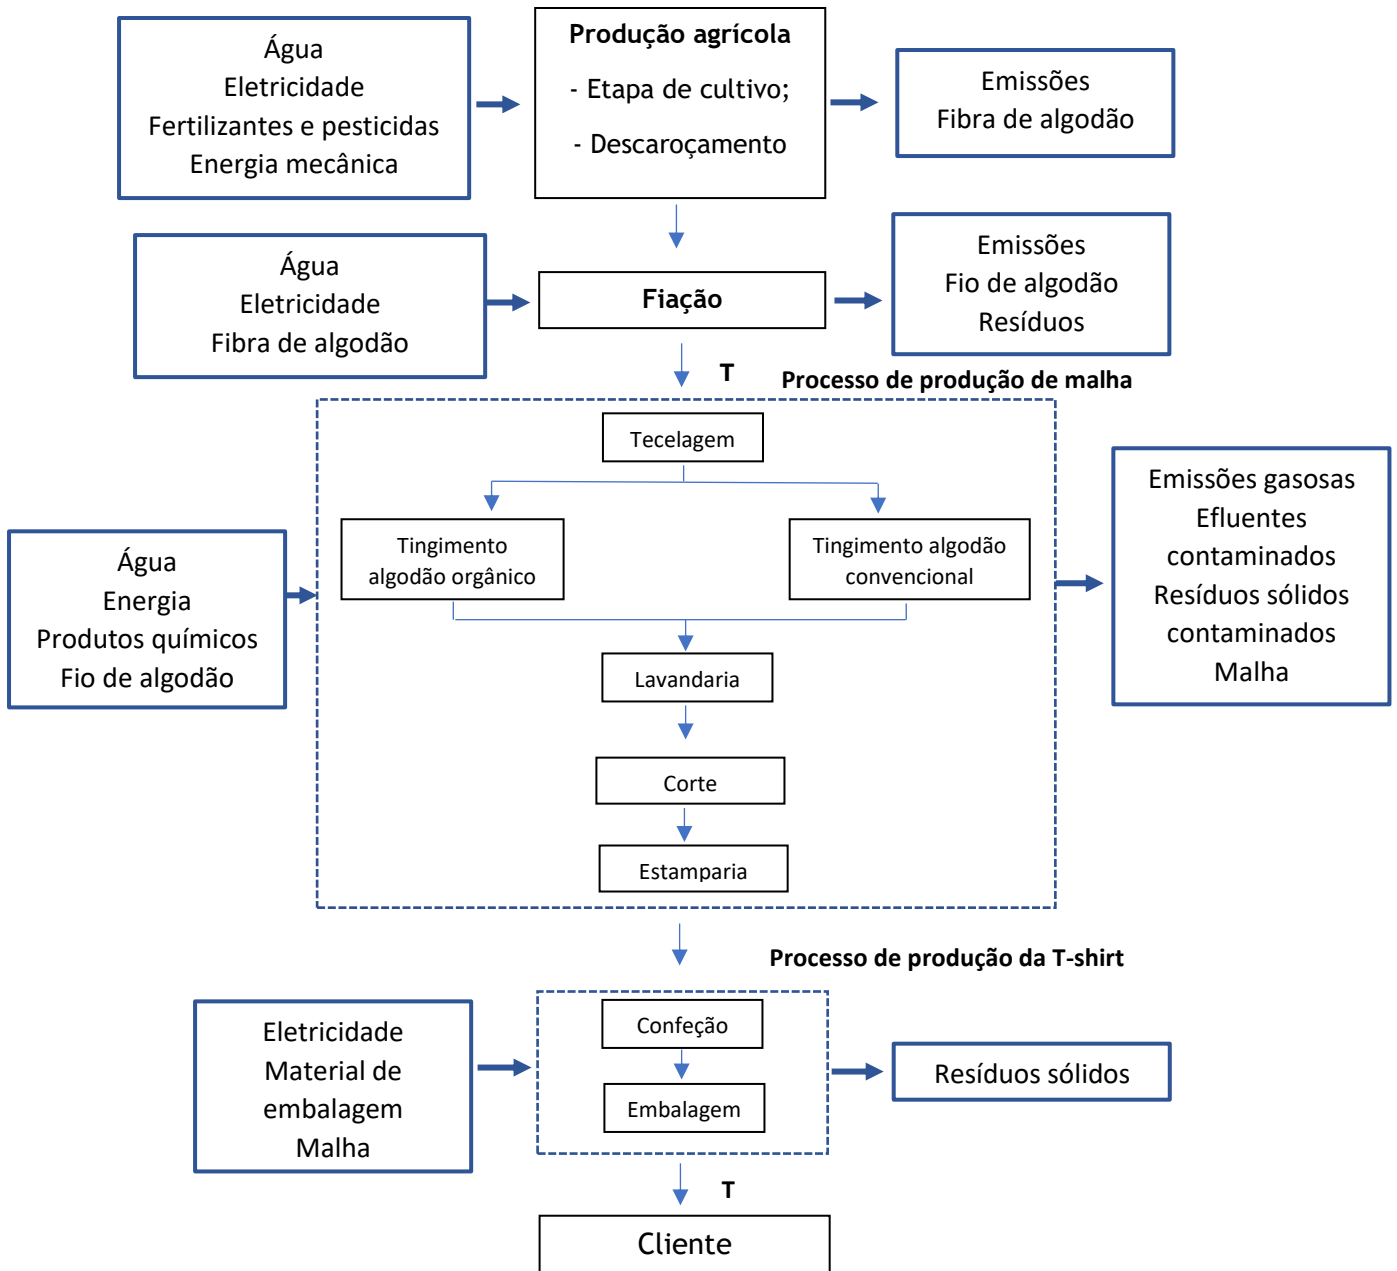 Água
Eletricidade
Fertilizantes e pesticidas
Energia mecânica
Produção agrícola
- Etapa de cultivo;
- Descaroçamento
Emissões
Fibra de algodão
Água
Eletricidade
Fibra de algodão
Fiação
Emissões
Fio de algodão
Resíduos
T
Processo de produção de malha
Tecelagem
Tingimento
algodão orgânico
Tingimento algodão
convencional
Lavandaria
Corte
Estamparia
Água
Energia
Produtos químicos
Fio de algodão
Emissões gasosas
Efluentes
contaminados
Resíduos sólidos
contaminados
Malha
Processo de produção da T-shirt
Eletricidade
Material de
embalagem
Malha
Confeção
Embalagem
Resíduos sólidos
T
Cliente